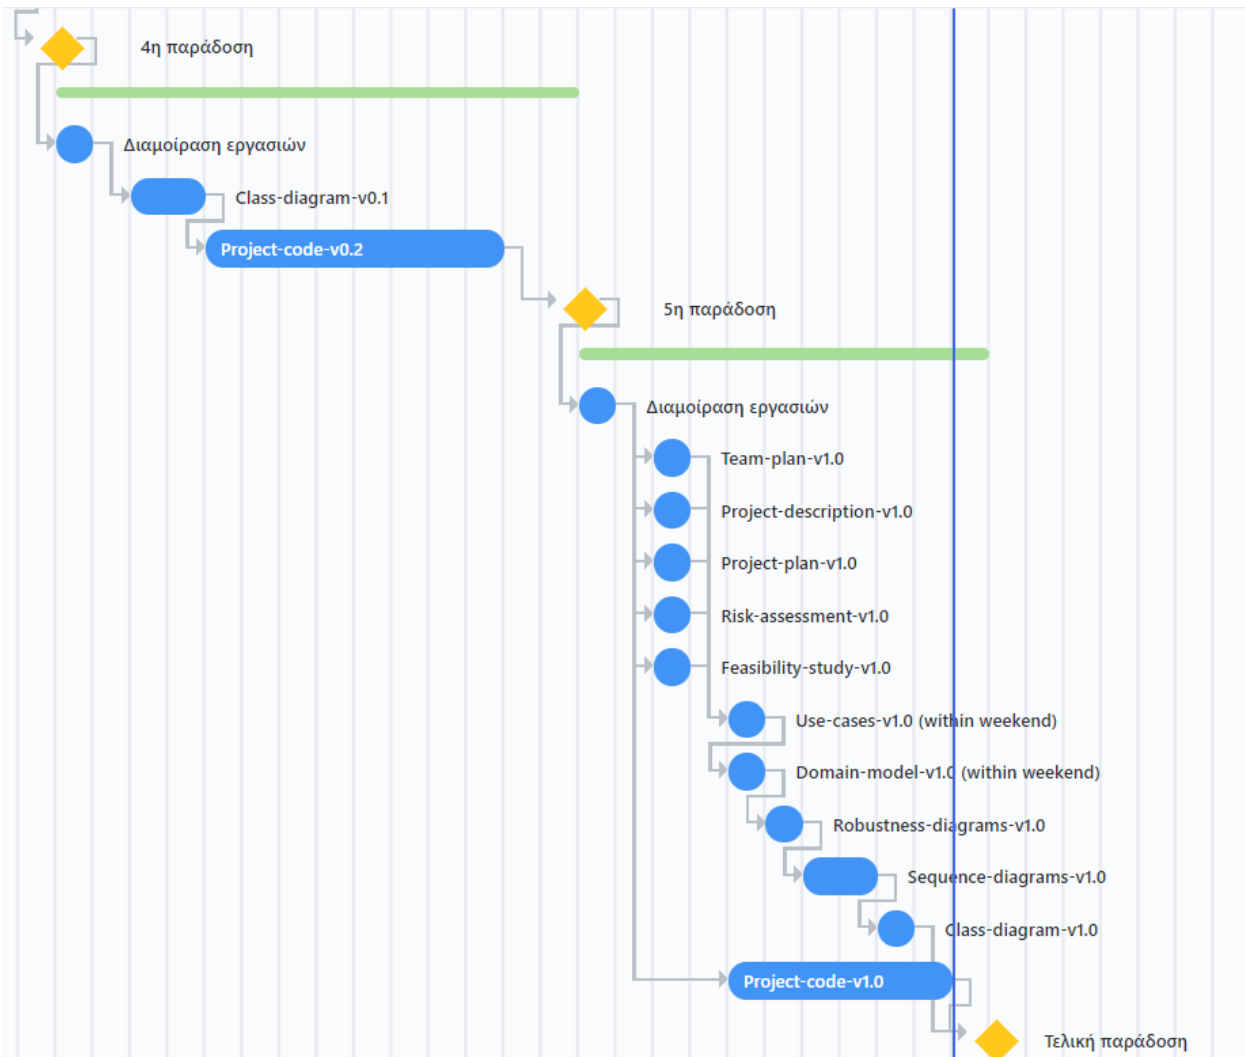 4η παράδοση
Διαμοίραση εργασιών
Class-diagram-v0.1
Project-code-v0.2
5η παράδοση
Διαμοίραση εργασιών
Team-plan-v1.0
Project-description-v1.0
Project-plan-v1.0
Risk-assessment-v1.0
Feasibility-study-v1.0
Use-cases-v1.0 (within weekend)
Domain-model-v1.0 (within weekend)
Robustness-diagrams-v1.0
Sequence-diagrams-v1.0
Class-diagram-v1.0
Project-code-v1.0
Τελική παράδοση